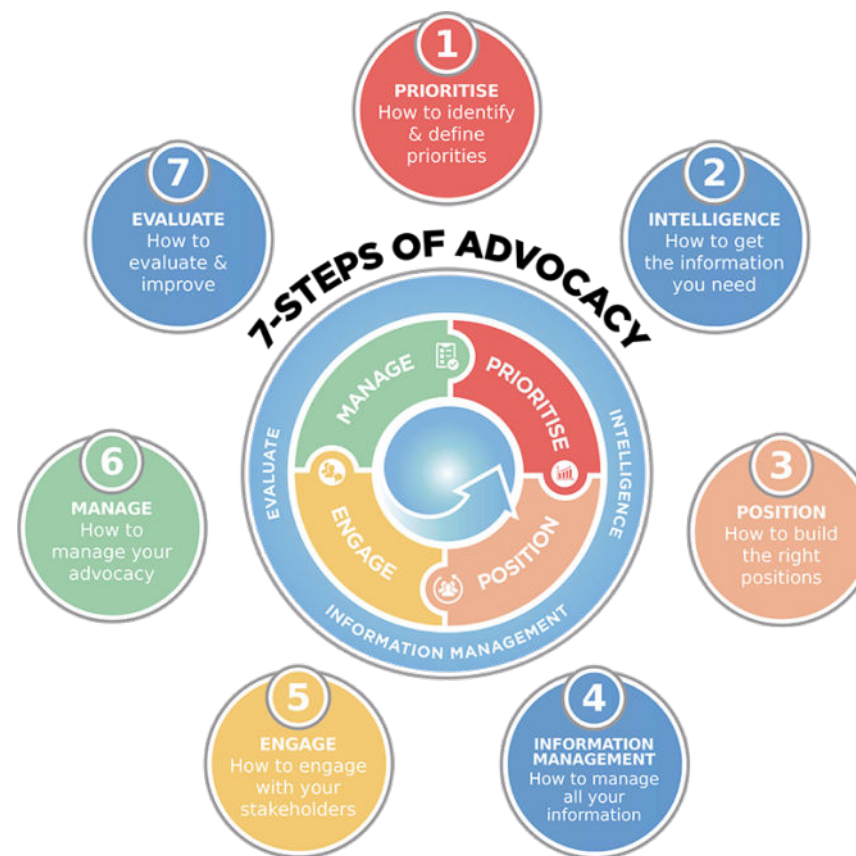 1
PRIORITISE
How to identify
& define
priorities
2
INTELLIGENCE
How to get
the information
you need
3
POSITION
How to build
the right
positions
4
INFORMATION
MANAGEMENT
How to manage
all your
information
5
ENGAGE
How to engage
with your
stakeholders
6
MANAGE
How to
manage your
advocacy
7
EVALUATE
How to
evaluate &
improve
7-STEPS OF ADVOCACY
MANAGE
PRIORITISE
POSITION
ENGAGE
EVALUATE
INTELLIGENCE
INFORMATION MANAGEMENT